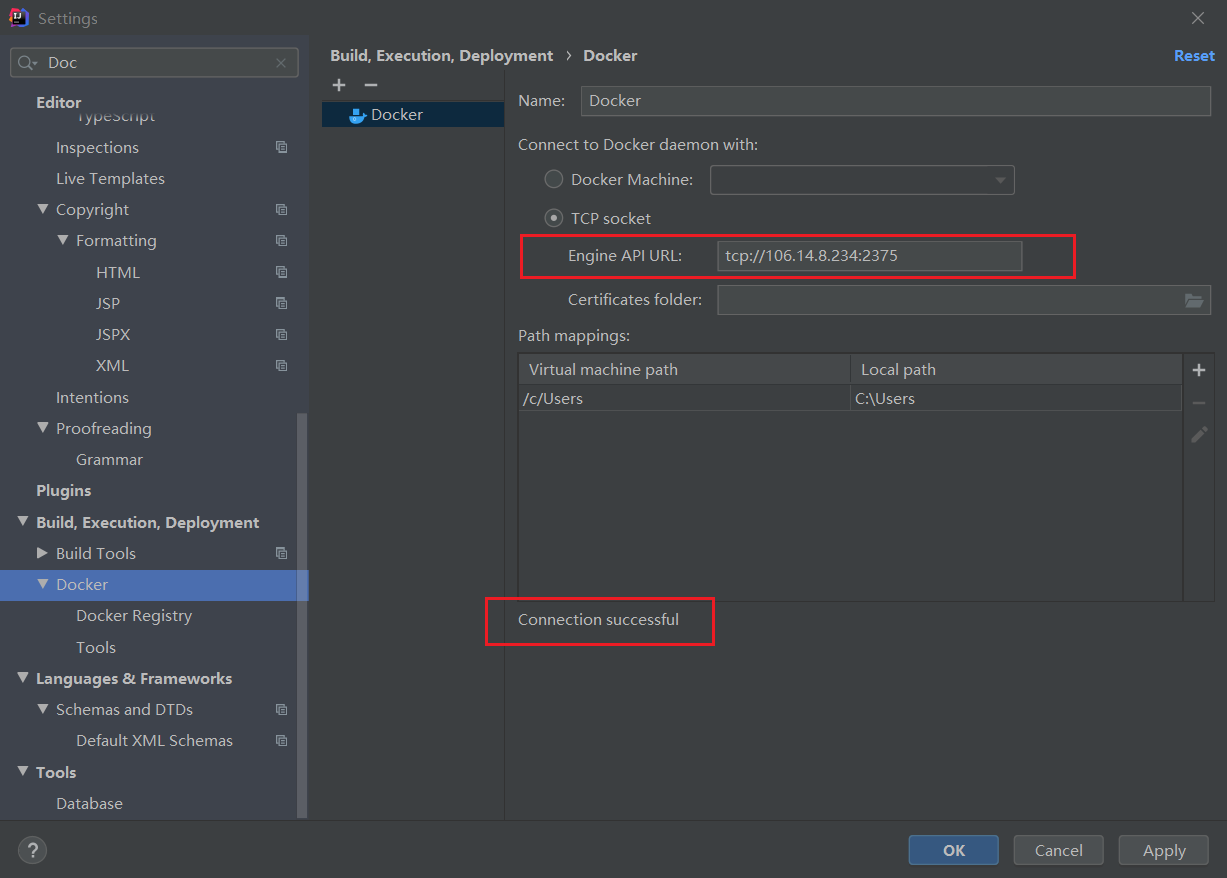 Settings
Doc
Editor
TypeScript
Inspections
Live Templates
Copyright
Formatting
HTML
JSP
JSPX
XML
Intentions
Proofreading
Grammar
Plugins
Build, Execution, Deployment
Build Tools
Docker
Docker Registry
Tools
Languages & Frameworks
Schemas and DTDs
Default XML Schemas
Tools
Database
Build, Execution, Deployment › Docker
Reset
Docker
Name: Docker
Connect to Docker daemon with:
Docker Machine:
TCP socket
Engine API URL: tcp://106.14.8.234:2375
Certificates folder:
Path mappings:
Virtual machine path Local path
/c/Users C:\Users
Connection successful
? OK Cancel Apply